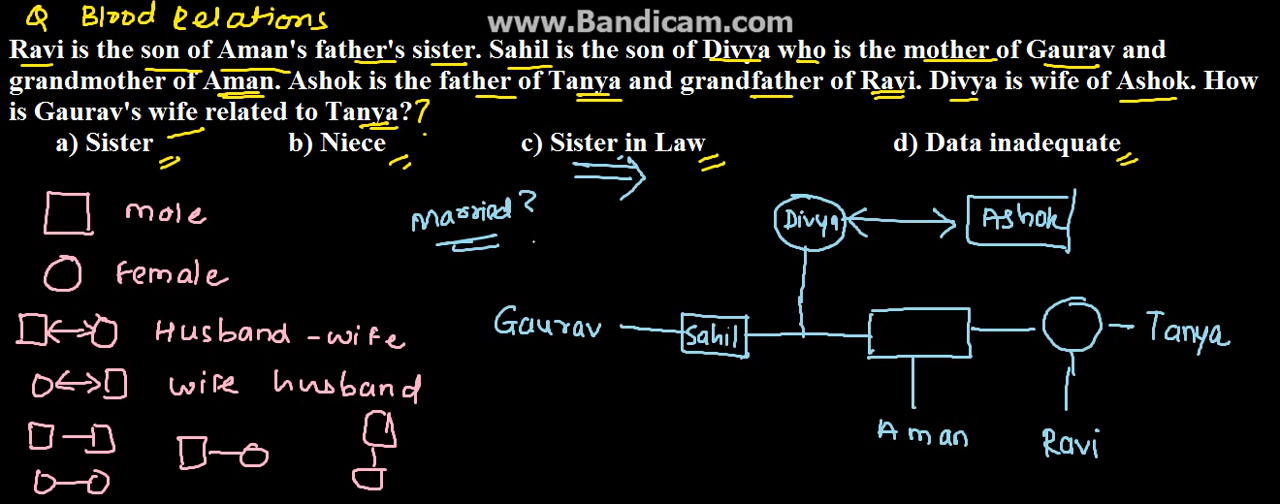 Q Blood Relations
www.Bandicam.com
Ravi is the son of Aman's father's sister. Sahil is the son of Divya who is the mother of Gaurav and
grandmother of Aman. Ashok is the father of Tanya and grandfather of Ravi. Divya is wife of Ashok. How
is Gaurav's wife related to Tanya??
a) Sister b) Niece c) Sister in Law d) Data inadequate
male
Married?
Divya Ashok
Female
Gaurav Sahil Tanya
Husband - wife
wife husband
Aman Ravi